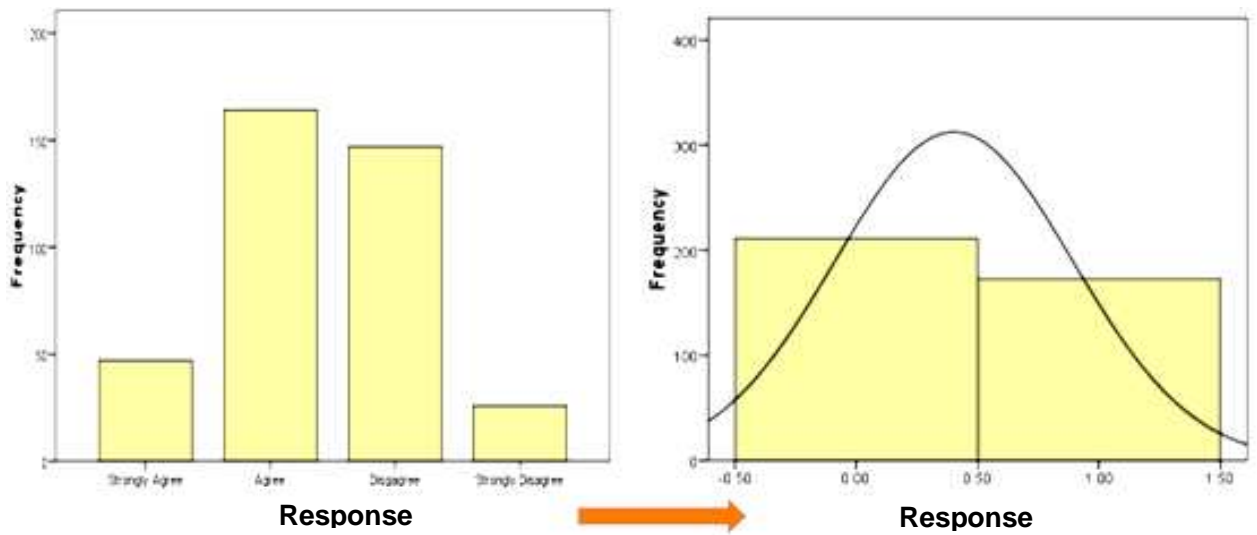 200
150
100
50
0
Frequency
Strongly Agree
Agree
Disagree
Strongly Disagree
Response
400
300
200
100
0
Frequency
-0.50
0.00
0.50
1.00
1.50
Response